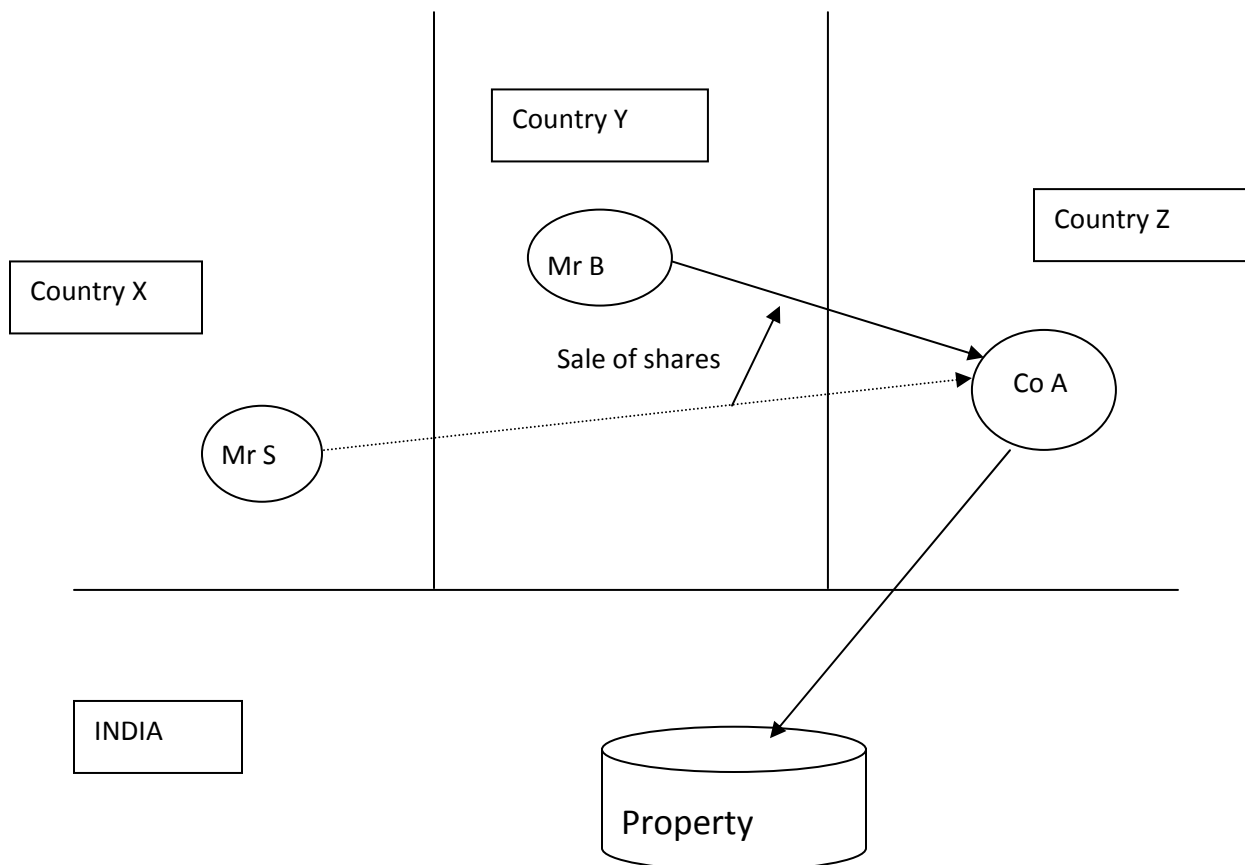 Country Y
Country Z
Mr B
Country X
Sale of shares
Co A
Mr S
INDIA
Property